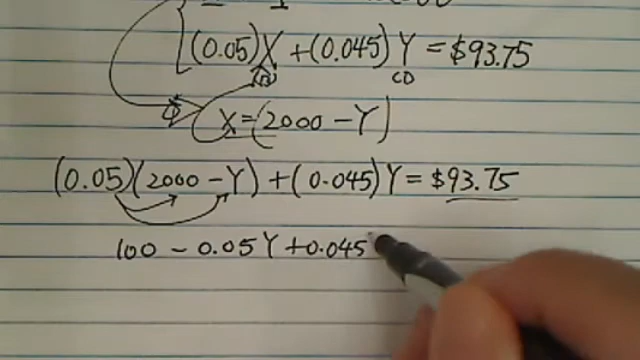 (0.05)X + (0.045)Y = $93.75
(B) CD
X = (2000 - Y)
(0.05)(2000 - Y) + (0.045)Y = $93.75
100 - 0.05Y + 0.045